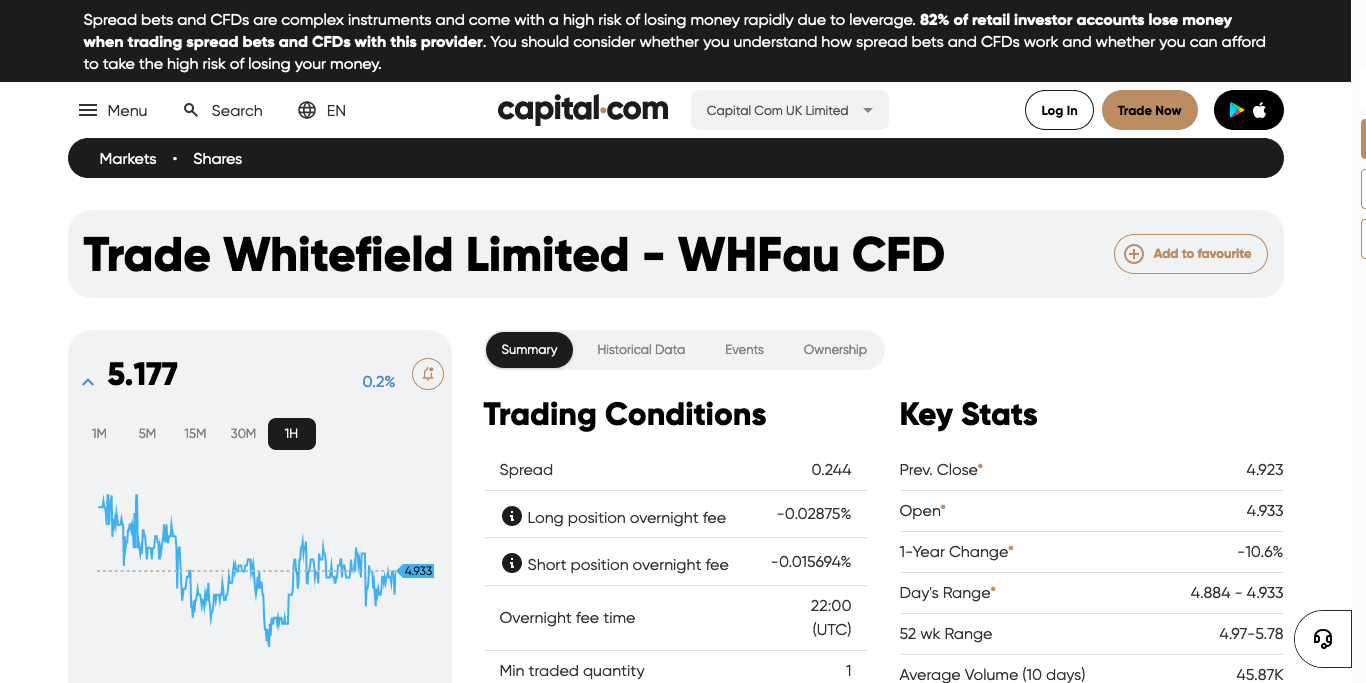 Spread bets and CFDs are complex instruments and come with a high risk of losing money rapidly due to leverage. 82% of retail investor accounts lose money
when trading spread bets and CFDs with this provider. You should consider whether you understand how spread bets and CFDs work and whether you can afford
to take the high risk of losing your money.
Menu
Search
EN
capital.com
Capital Com UK Limited
Log In
Trade Now
Markets • Shares
Trade Whitefield Limited - WHFau CFD
Add to favourite
5.177
0.2%
1M 5M 15M 30M 1H
4.933
Summary Historical Data Events Ownership
Trading Conditions
Spread 0.244
Long position overnight fee -0.02875%
Short position overnight fee -0.015694%
Overnight fee time 22:00
(UTC)
Min traded quantity 1
Key Stats
Prev. Close* 4.923
Open* 4.933
1-Year Change* -10.6%
Day's Range* 4.884 - 4.933
52 wk Range 4.97-5.78
Average Volume (10 days) 45.87K